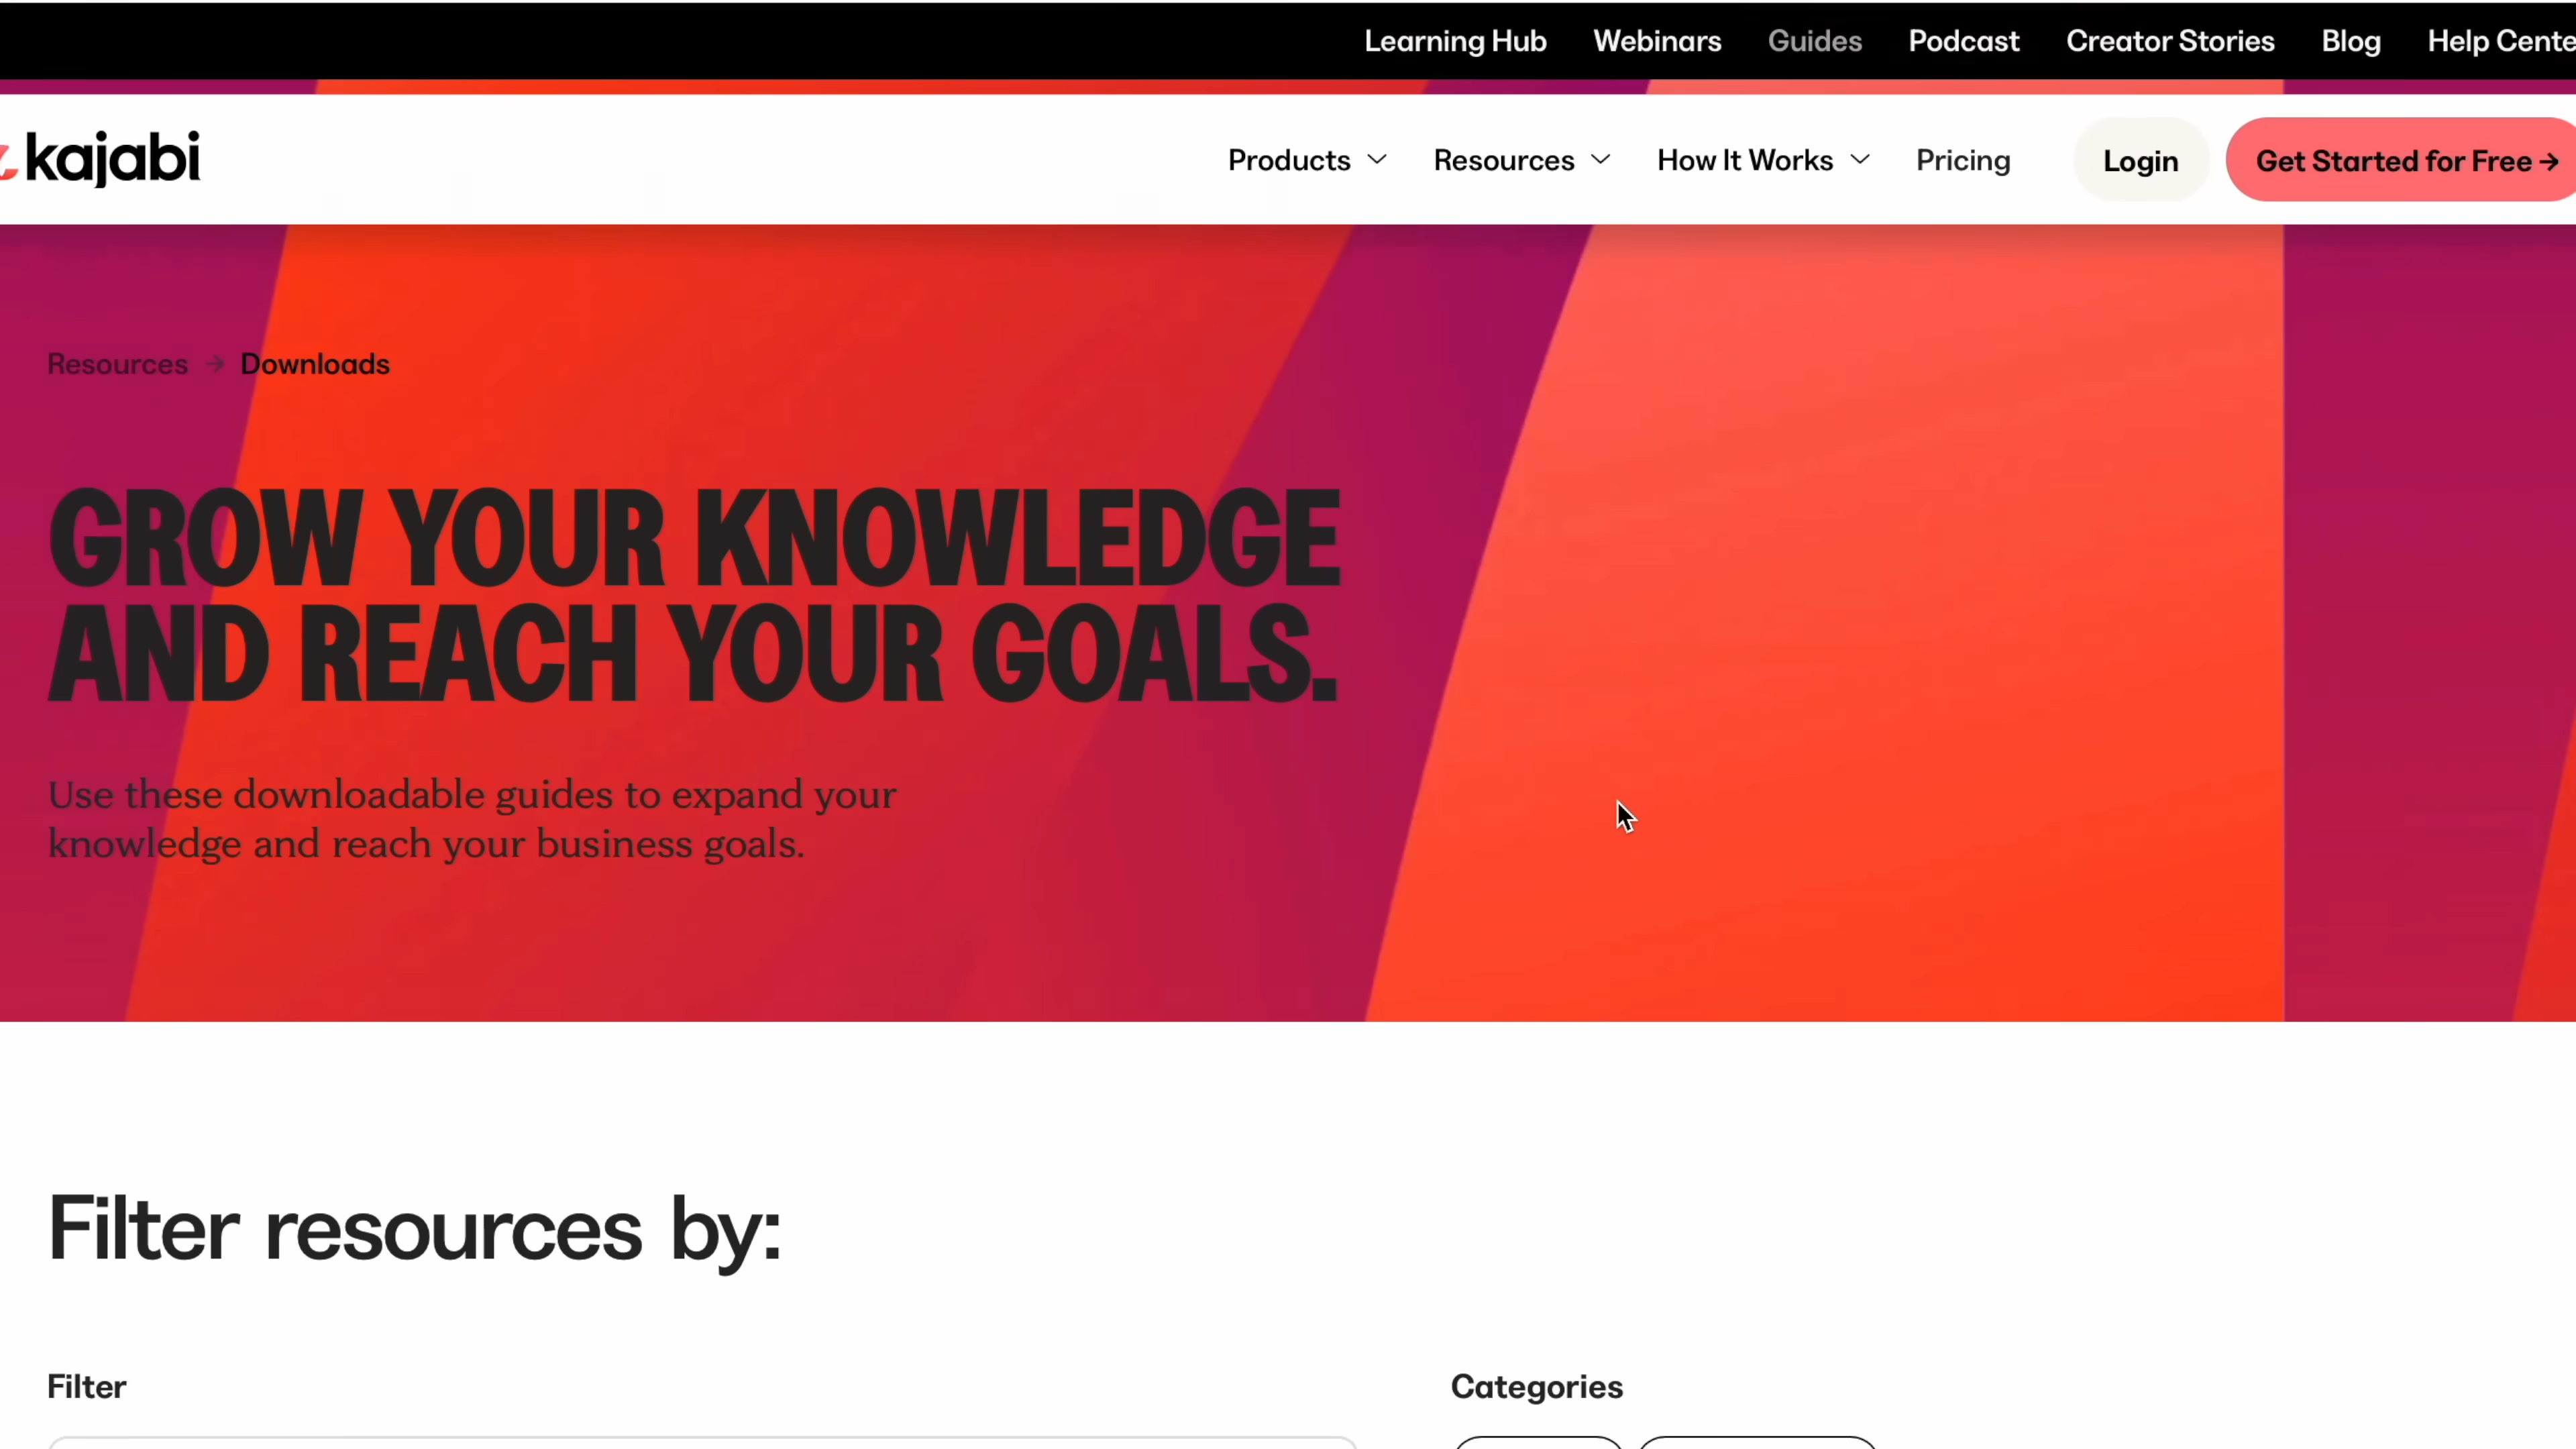 Learning Hub Webinars Guides Podcast Creator Stories Blog Help Cente
kajabi Products Resources How It Works Pricing Login Get Started for Free →
Resources → Downloads
GROW YOUR KNOWLEDGE
AND REACH YOUR GOALS.
Use these downloadable guides to expand your
knowledge and reach your business goals.
Filter resources by:
Filter Categories